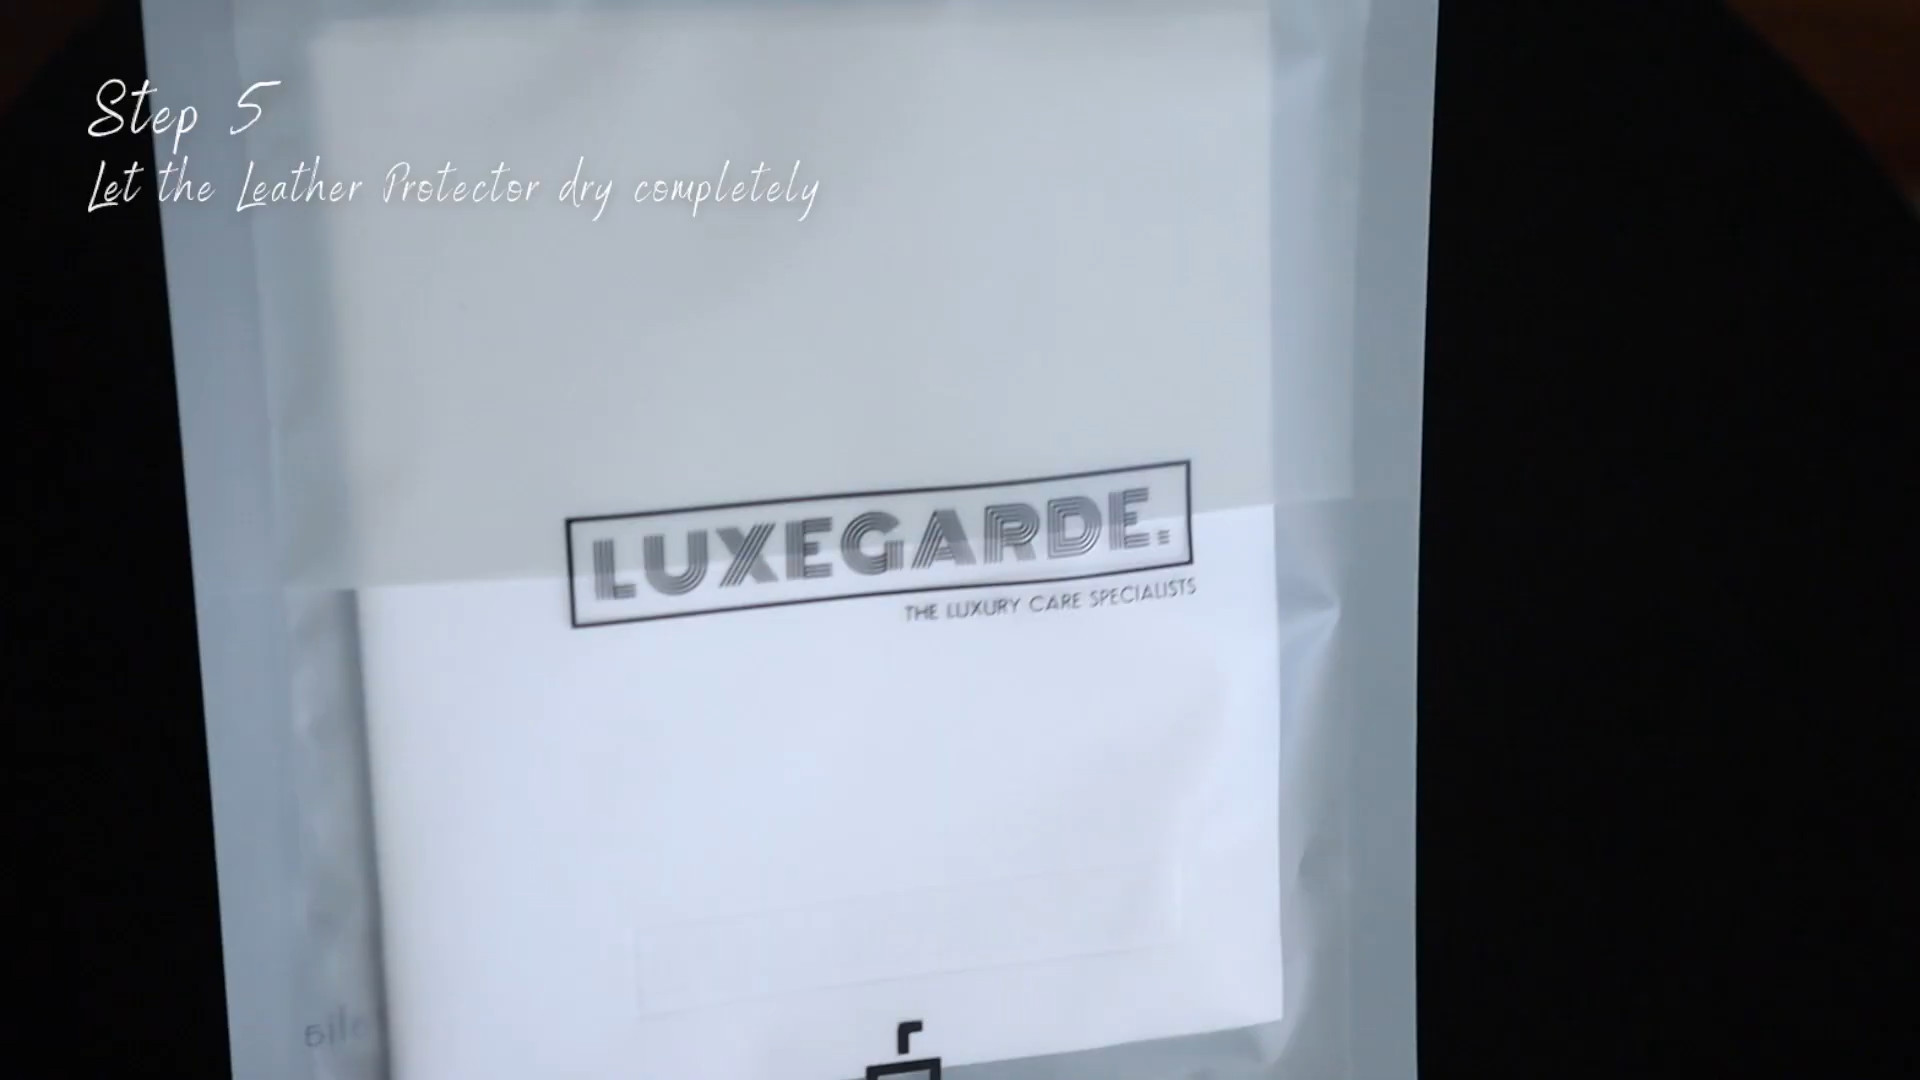 Step 5
Let the Leather Protector dry completely
LUXEGARDE.
THE LUXURY CARE SPECIALISTS